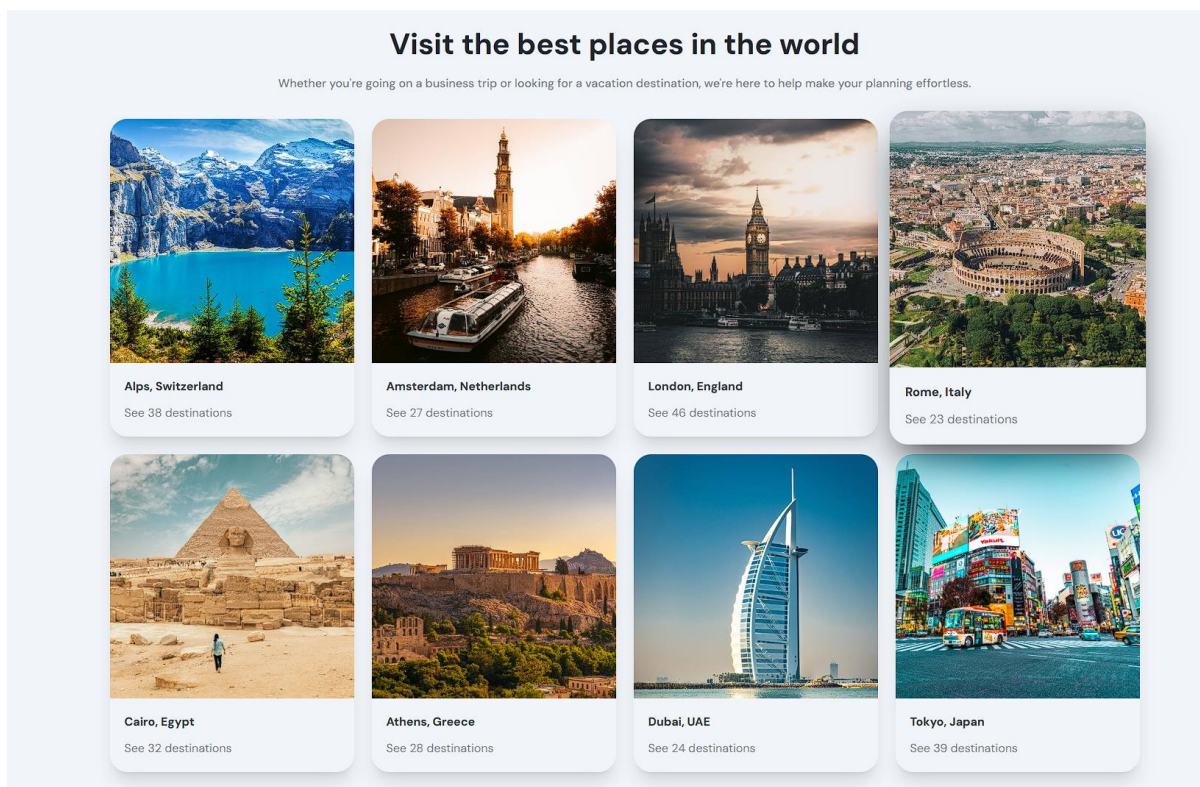 Visit the best places in the world
Whether you're going on a business trip or looking for a vacation destination, we're here to help make your planning effortless.
Alps, Switzerland
See 38 destinations
Amsterdam, Netherlands
See 27 destinations
London, England
See 46 destinations
Rome, Italy
See 23 destinations
Yakult
Cairo, Egypt
See 32 destinations
Athens, Greece
See 28 destinations
Dubai, UAE
See 24 destinations
Tokyo, Japan
See 39 destinations